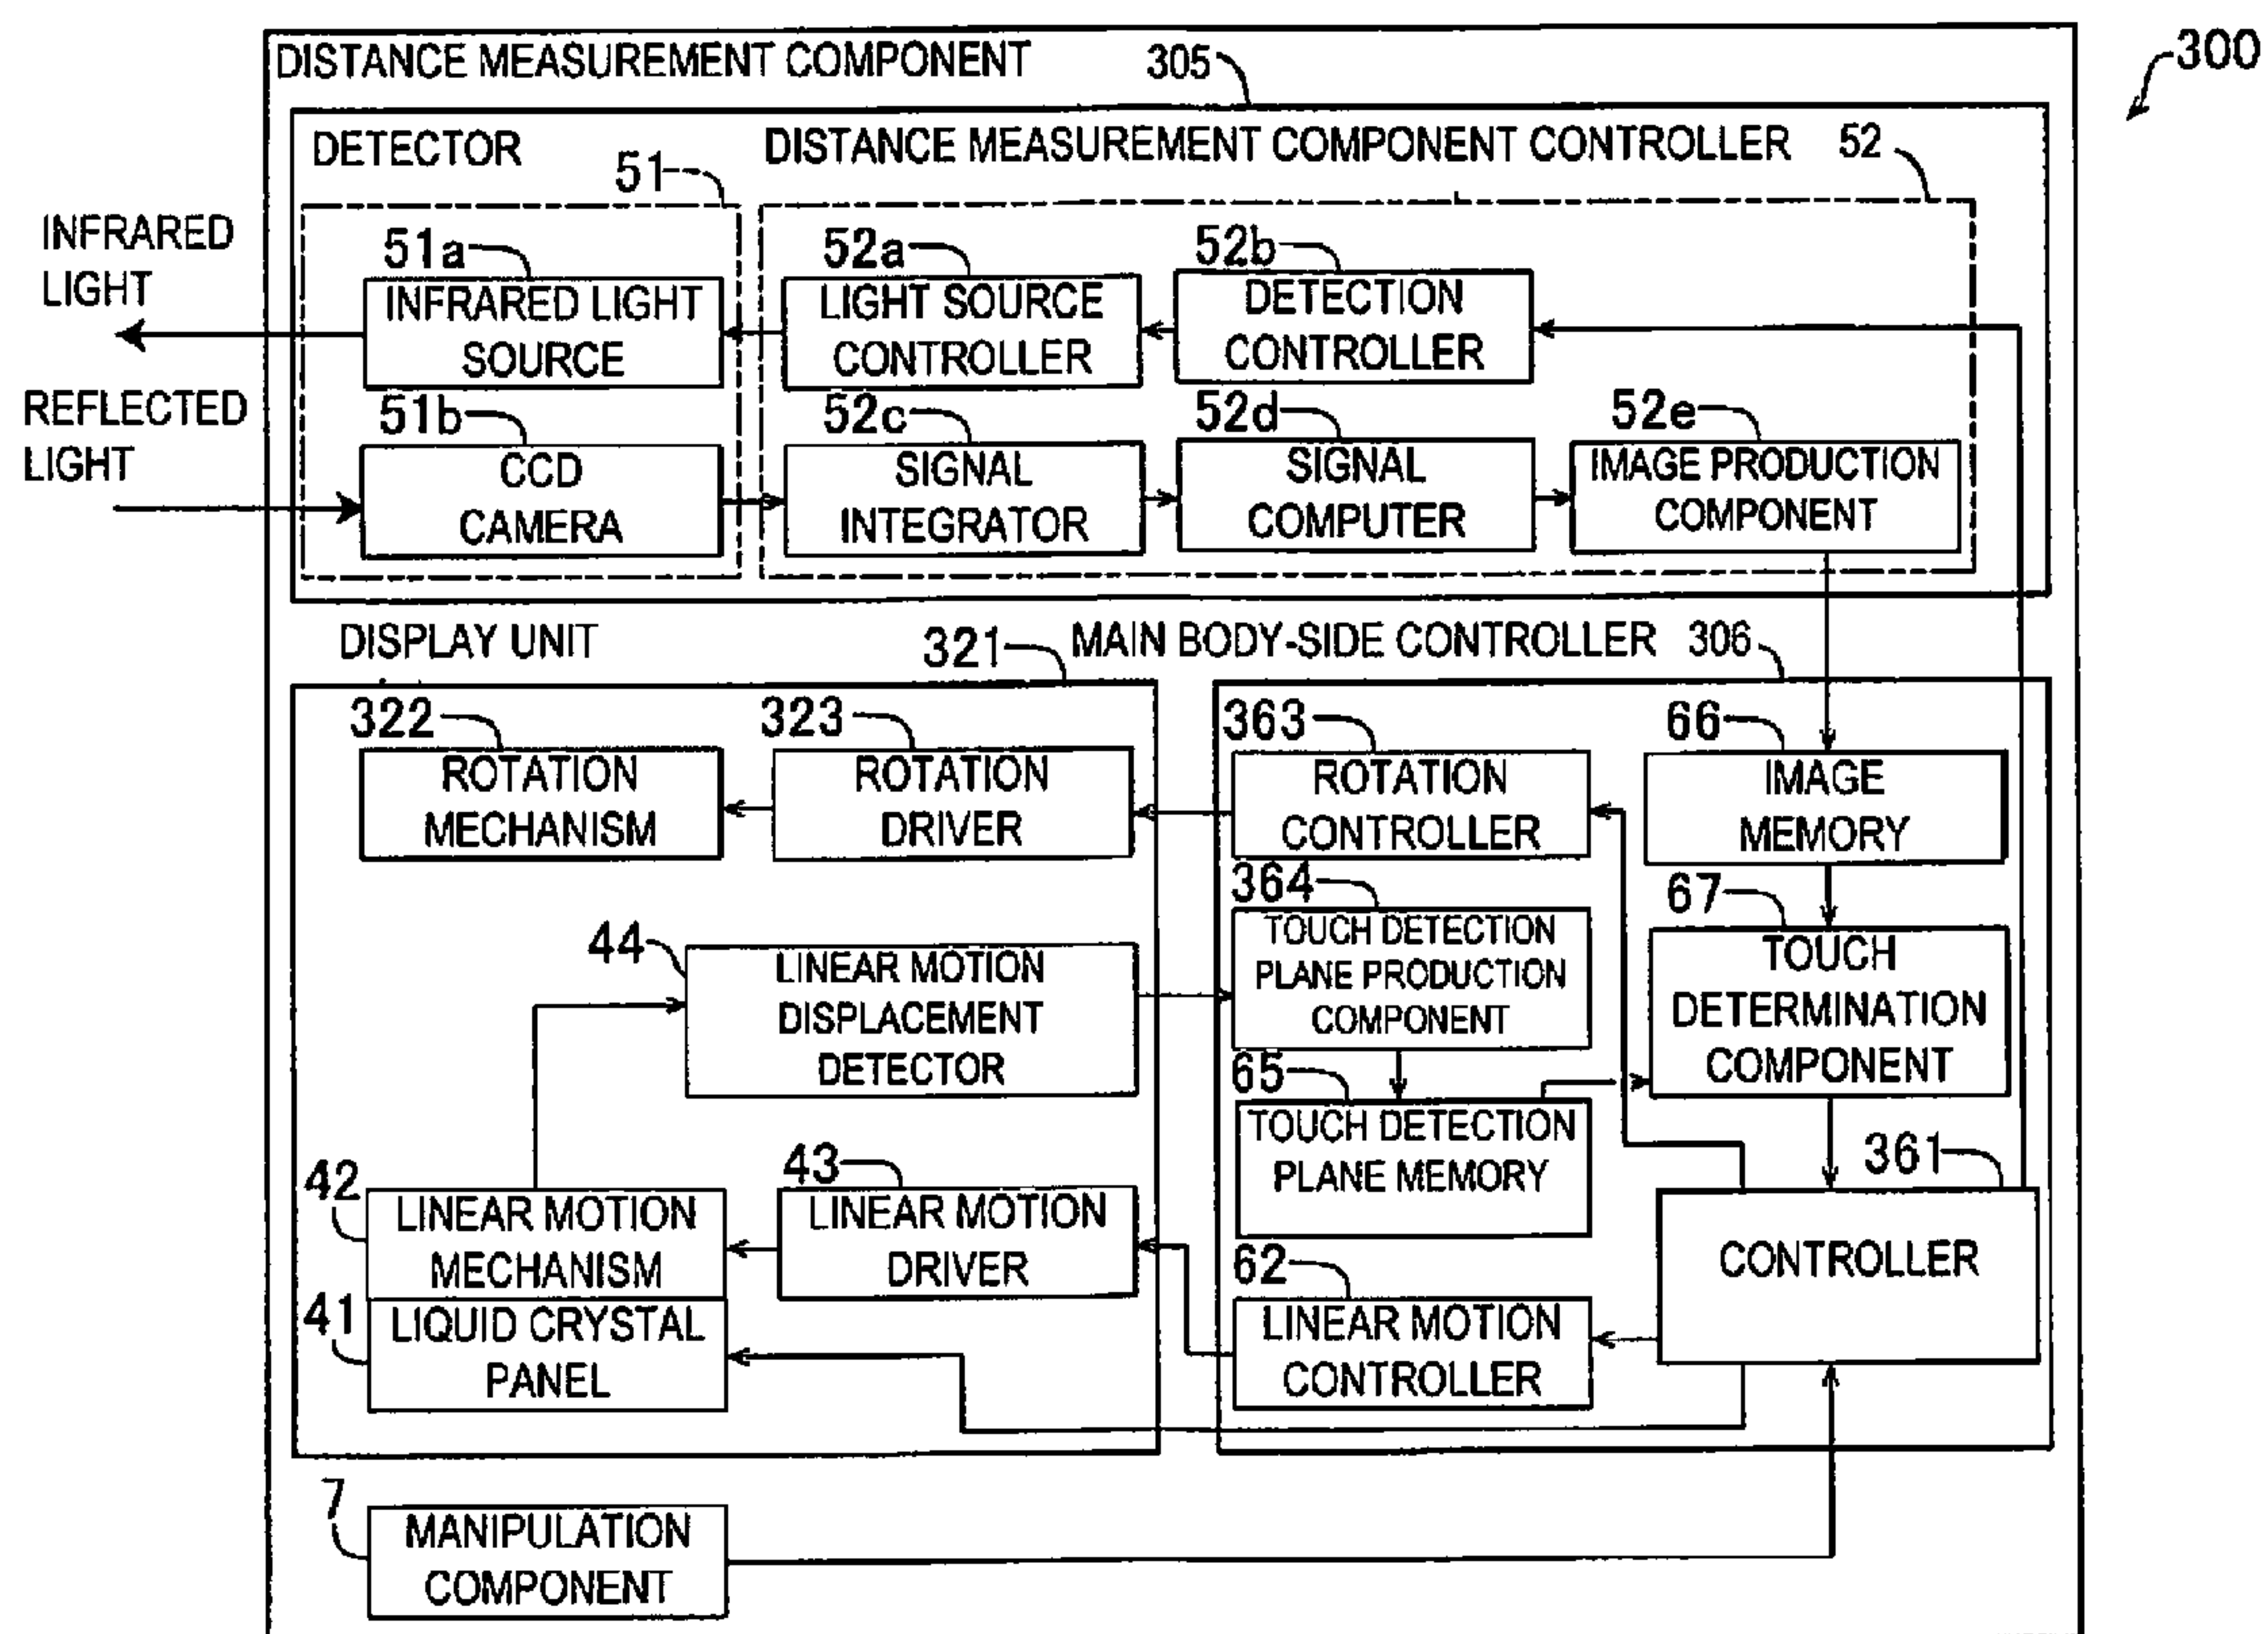 DISTANCE MEASUREMENT COMPONENT
305
300
DETECTOR
DISTANCE MEASUREMENT COMPONENT CONTROLLER
52
51
INFRARED
LIGHT
51a
INFRARED LIGHT
SOURCE
52a
LIGHT SOURCE
CONTROLLER
52b
DETECTION
CONTROLLER
REFLECTED
LIGHT
51b
CCD
CAMERA
52c
SIGNAL
INTEGRATOR
52d
SIGNAL
COMPUTER
52e
IMAGE PRODUCTION
COMPONENT
DISPLAY UNIT
321
MAIN BODY-SIDE CONTROLLER
306
322
ROTATION
MECHANISM
323
ROTATION
DRIVER
363
ROTATION
CONTROLLER
66
IMAGE
MEMORY
44
LINEAR MOTION
DISPLACEMENT
DETECTOR
364
TOUCH DETECTION
PLANE PRODUCTION
COMPONENT
67
TOUCH
DETERMINATION
COMPONENT
65
TOUCH DETECTION
PLANE MEMORY
361
CONTROLLER
42
LINEAR MOTION
MECHANISM
43
LINEAR MOTION
DRIVER
62
LINEAR MOTION
CONTROLLER
41
LIQUID CRYSTAL
PANEL
7
MANIPULATION
COMPONENT